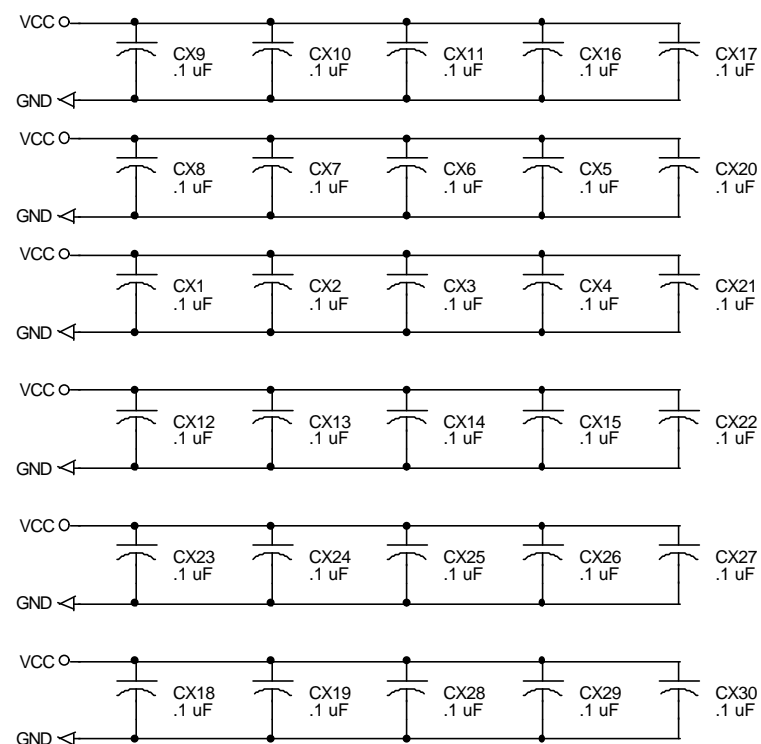 VCC
CX9 CX10 CX11 CX16 CX17
.1 uF .1 uF .1 uF .1 uF .1 uF
GND
VCC
CX8 CX7 CX6 CX5 CX20
.1 uF .1 uF .1 uF .1 uF .1 uF
GND
VCC
CX1 CX2 CX3 CX4 CX21
.1 uF .1 uF .1 uF .1 uF .1 uF
GND
VCC
CX12 CX13 CX14 CX15 CX22
.1 uF .1 uF .1 uF .1 uF .1 uF
GND
VCC
CX23 CX24 CX25 CX26 CX27
.1 uF .1 uF .1 uF .1 uF .1 uF
GND
VCC
CX18 CX19 CX28 CX29 CX30
.1 uF .1 uF .1 uF .1 uF .1 uF
GND